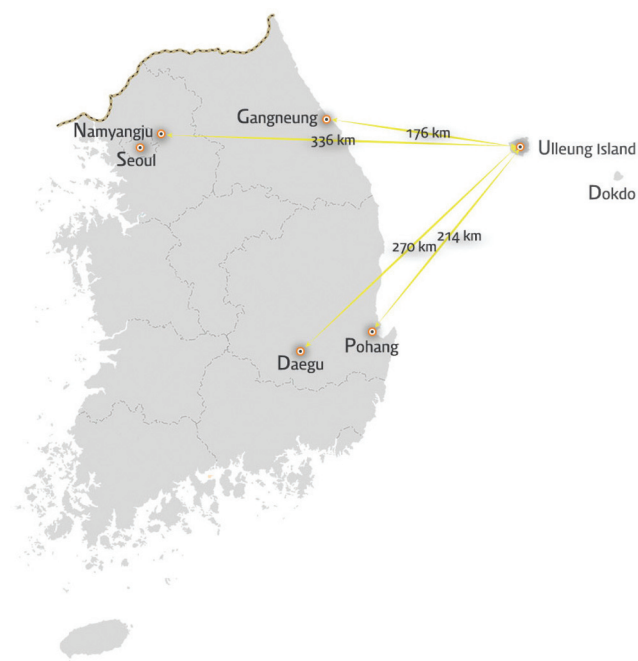 Gangneung
176 km
Namyangju
336 km
Ulleung Island
Seoul
Dokdo
214 km
270 km
Pohang
Daegu